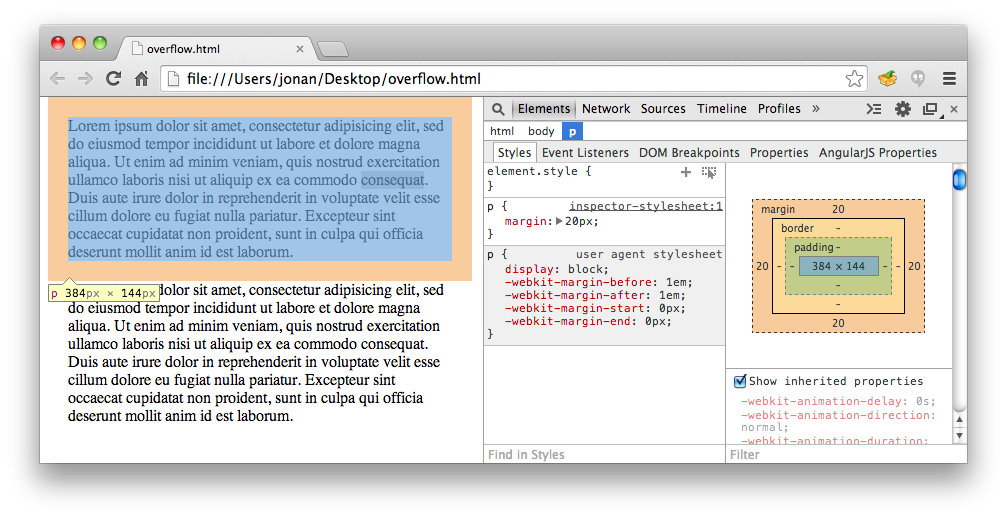 overflow.html
file:///Users/jonan/Desktop/overflow.html
Lorem ipsum dolor sit amet, consectetur adipisicing elit, sed
do eiusmod tempor incididunt ut labore et dolore magna
aliqua. Ut enim ad minim veniam, quis nostrud exercitation
ullamco laboris nisi ut aliquip ex ea commodo consequat.
Duis aute irure dolor in reprehenderit in voluptate velit esse
cillum dolore eu fugiat nulla pariatur. Excepteur sint
occaecat cupidatat non proident, sunt in culpa qui officia
deserunt mollit anim id est laborum.
p 384px × 144px
dolor sit amet, consectetur adipisicing elit, sed
do eiusmod tempor incididunt ut labore et dolore magna
aliqua. Ut enim ad minim veniam, quis nostrud exercitation
ullamco laboris nisi ut aliquip ex ea commodo consequat.
Duis aute irure dolor in reprehenderit in voluptate velit esse
cillum dolore eu fugiat nulla pariatur. Excepteur sint
occaecat cupidatat non proident, sunt in culpa qui officia
deserunt mollit anim id est laborum.
Elements Network Sources Timeline Profiles »
html body p
Styles Event Listeners DOM Breakpoints Properties AngularJS Properties
element.style {
}
p { inspector-stylesheet:1
margin: 20px;
}
p { user agent stylesheet
display: block;
-webkit-margin-before: 1em;
-webkit-margin-after: 1em;
-webkit-margin-start: 0px;
-webkit-margin-end: 0px;
}
Find in Styles
margin 20
border -
padding -
20 - - 384 × 144 - - 20
-
-
20
Show inherited properties
-webkit-animation-delay: 0s;
-webkit-animation-direction:
normal;
-webkit-animation-duration:
Filter